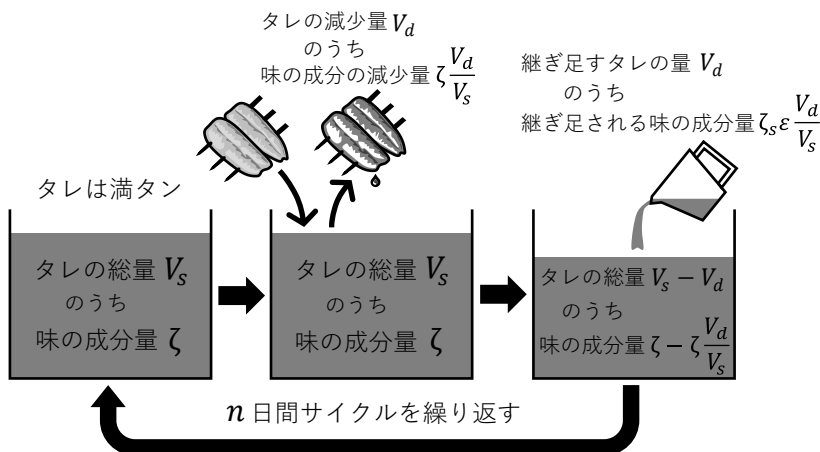 タレの減少量 V_d
のうち
味の成分の減少量 ζ V_d/V_s
継ぎ足すタレの量 V_d
のうち
継ぎ足される味の成分量 ζ_s ε V_d/V_s
タレは満タン
タレの総量 V_s
のうち
味の成分量 ζ
タレの総量 V_s
のうち
味の成分量 ζ
タレの総量 V_s − V_d
のうち
味の成分量 ζ − ζ V_d/V_s
n 日間サイクルを繰り返す